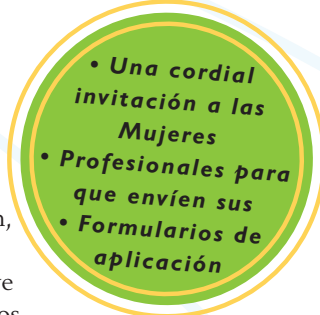 • Una cordial
invitación a las
Mujeres
• Profesionales para
que envíen sus
• Formularios de
aplicación